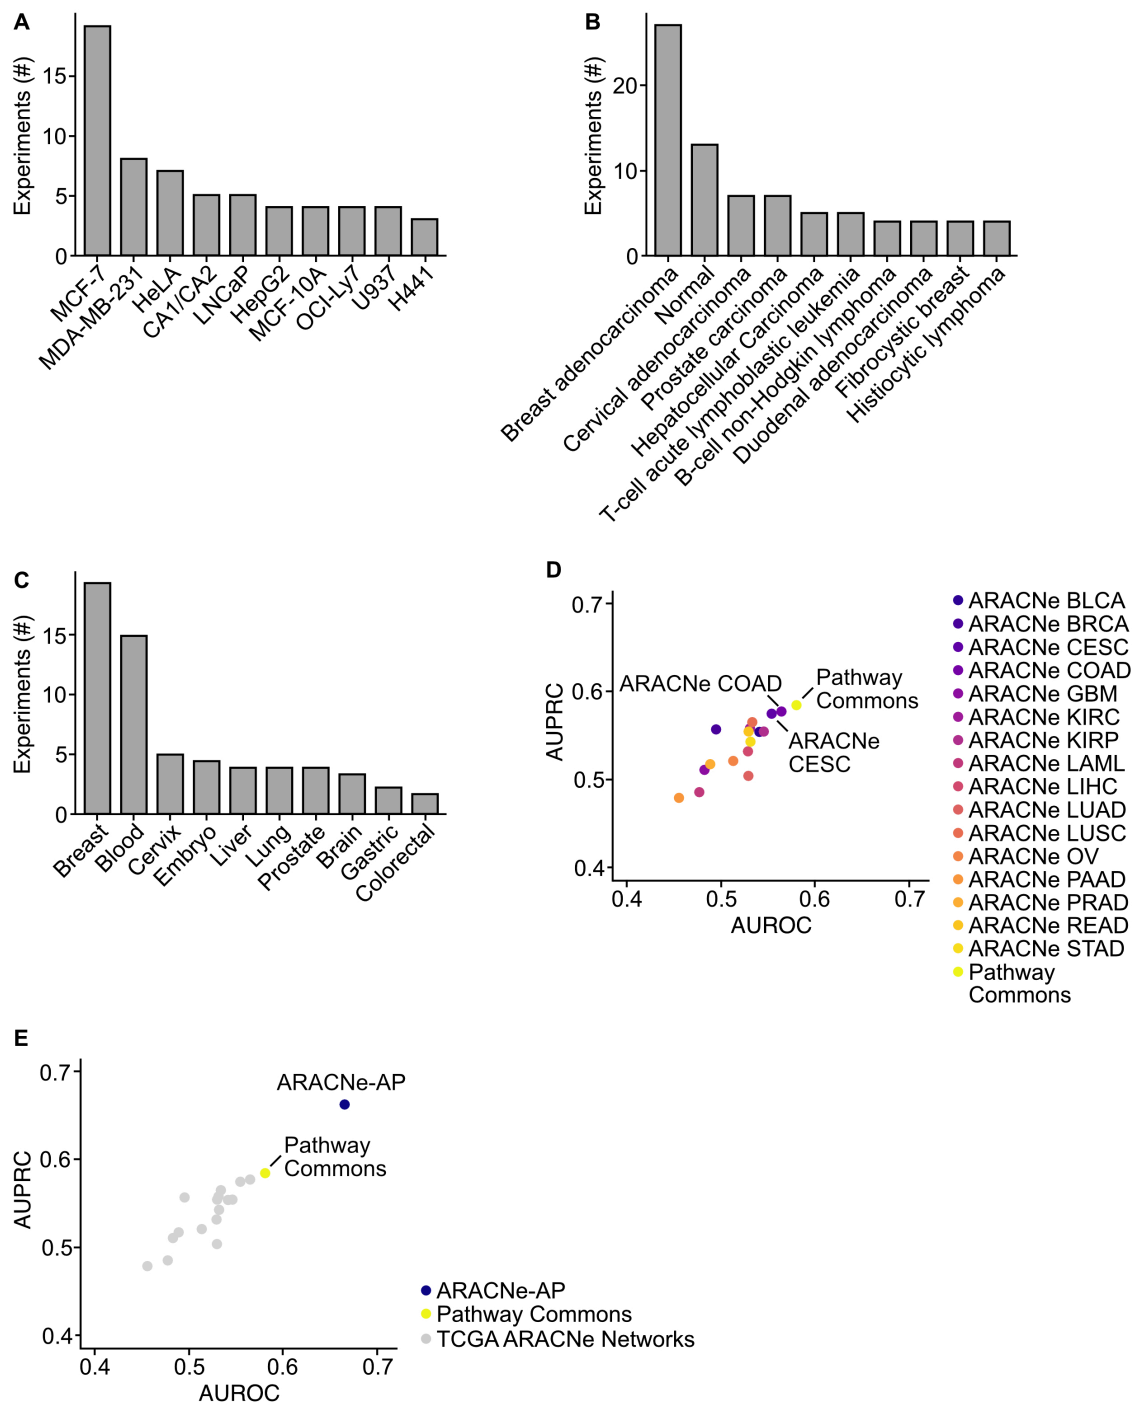 A
Experiments (#)
15
10
5
0
MCF-7
MDA-MB-231
HeLA
CA1/CA2
LNCaP
HepG2
MCF-10A
OCI-Ly7
U937
H441
B
Experiments (#)
20
10
0
Breast adenocarcinoma
Normal
Cervical adenocarcinoma
Prostate carcinoma
Hepatocellular Carcinoma
T-cell acute lymphoblastic leukemia
B-cell non-Hodgkin lymphoma
Duodenal adenocarcinoma
Fibrocystic breast
Histiocytic lymphoma
C
Experiments (#)
15
10
5
0
Breast
Blood
Cervix
Embryo
Liver
Lung
Prostate
Brain
Gastric
Colorectal
D
AUPRC
0.7
0.6
0.5
0.4
ARACNe COAD
Pathway
Commons
ARACNe
CESC
0.4
0.5
0.6
0.7
AUROC
ARACNe BLCA
ARACNe BRCA
ARACNe CESC
ARACNe COAD
ARACNe GBM
ARACNe KIRC
ARACNe KIRP
ARACNe LAML
ARACNe LIHC
ARACNe LUAD
ARACNe LUSC
ARACNe OV
ARACNe PAAD
ARACNe PRAD
ARACNe READ
ARACNe STAD
Pathway
Commons
E
AUPRC
0.7
0.6
0.5
0.4
ARACNe-AP
Pathway
Commons
0.4
0.5
0.6
0.7
AUROC
ARACNe-AP
Pathway Commons
TCGA ARACNe Networks